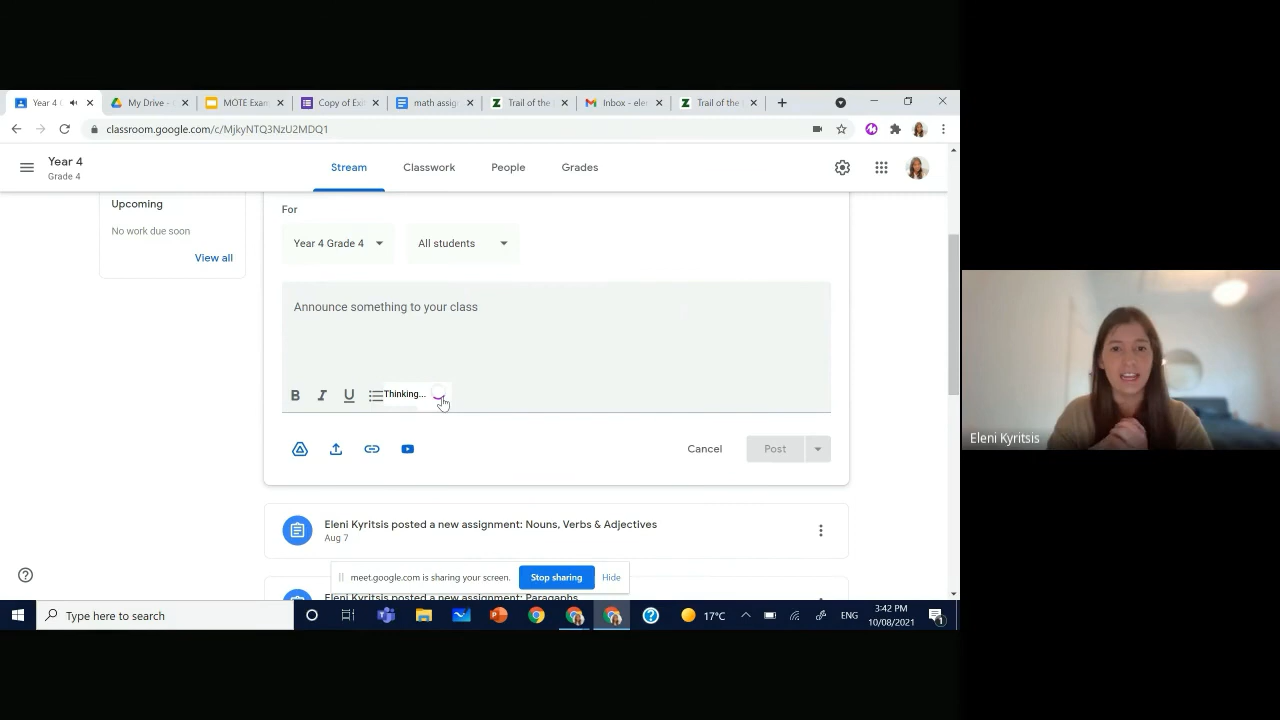 Year 4
My Drive -
MOTE Exa
Copy of Ex
math assig
Trail of the
Inbox - ele
Trail of the
classroom.google.com/c/MjkyNTQ3NzU2MDQ1
Year 4
Grade 4
Stream
Classwork
People
Grades
Upcoming
No work due soon
View all
For
Year 4 Grade 4
All students
Announce something to your class
B I U Thinking...
Cancel
Post
Eleni Kyritsis posted a new assignment: Nouns, Verbs & Adjectives
Aug 7
meet.google.com is sharing your screen.
Stop sharing
Hide
Eleni Kyritsis posted a new assignment: Paragaphs
Type here to search
17°C
ENG
3:42 PM
10/08/2021
1
Eleni Kyritsis